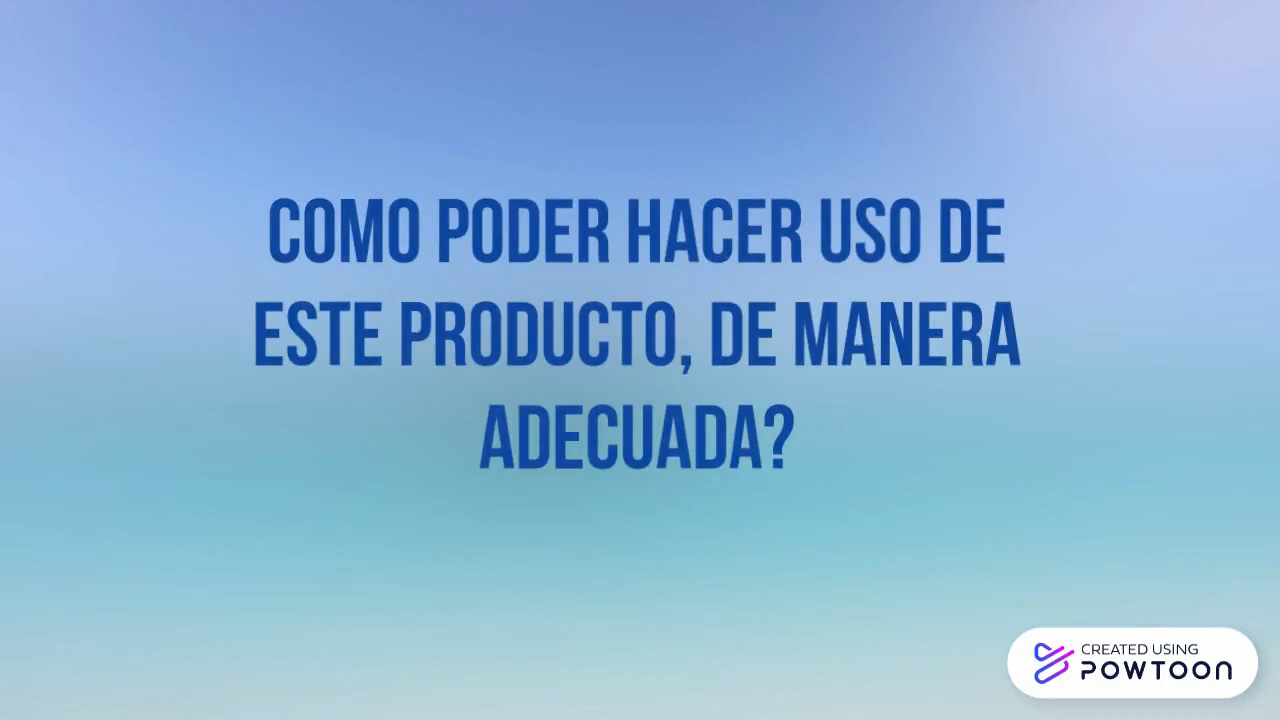 COMO PODER HACER USO DE
ESTE PRODUCTO, DE MANERA
ADECUADA?
CREATED USING
POWTOON